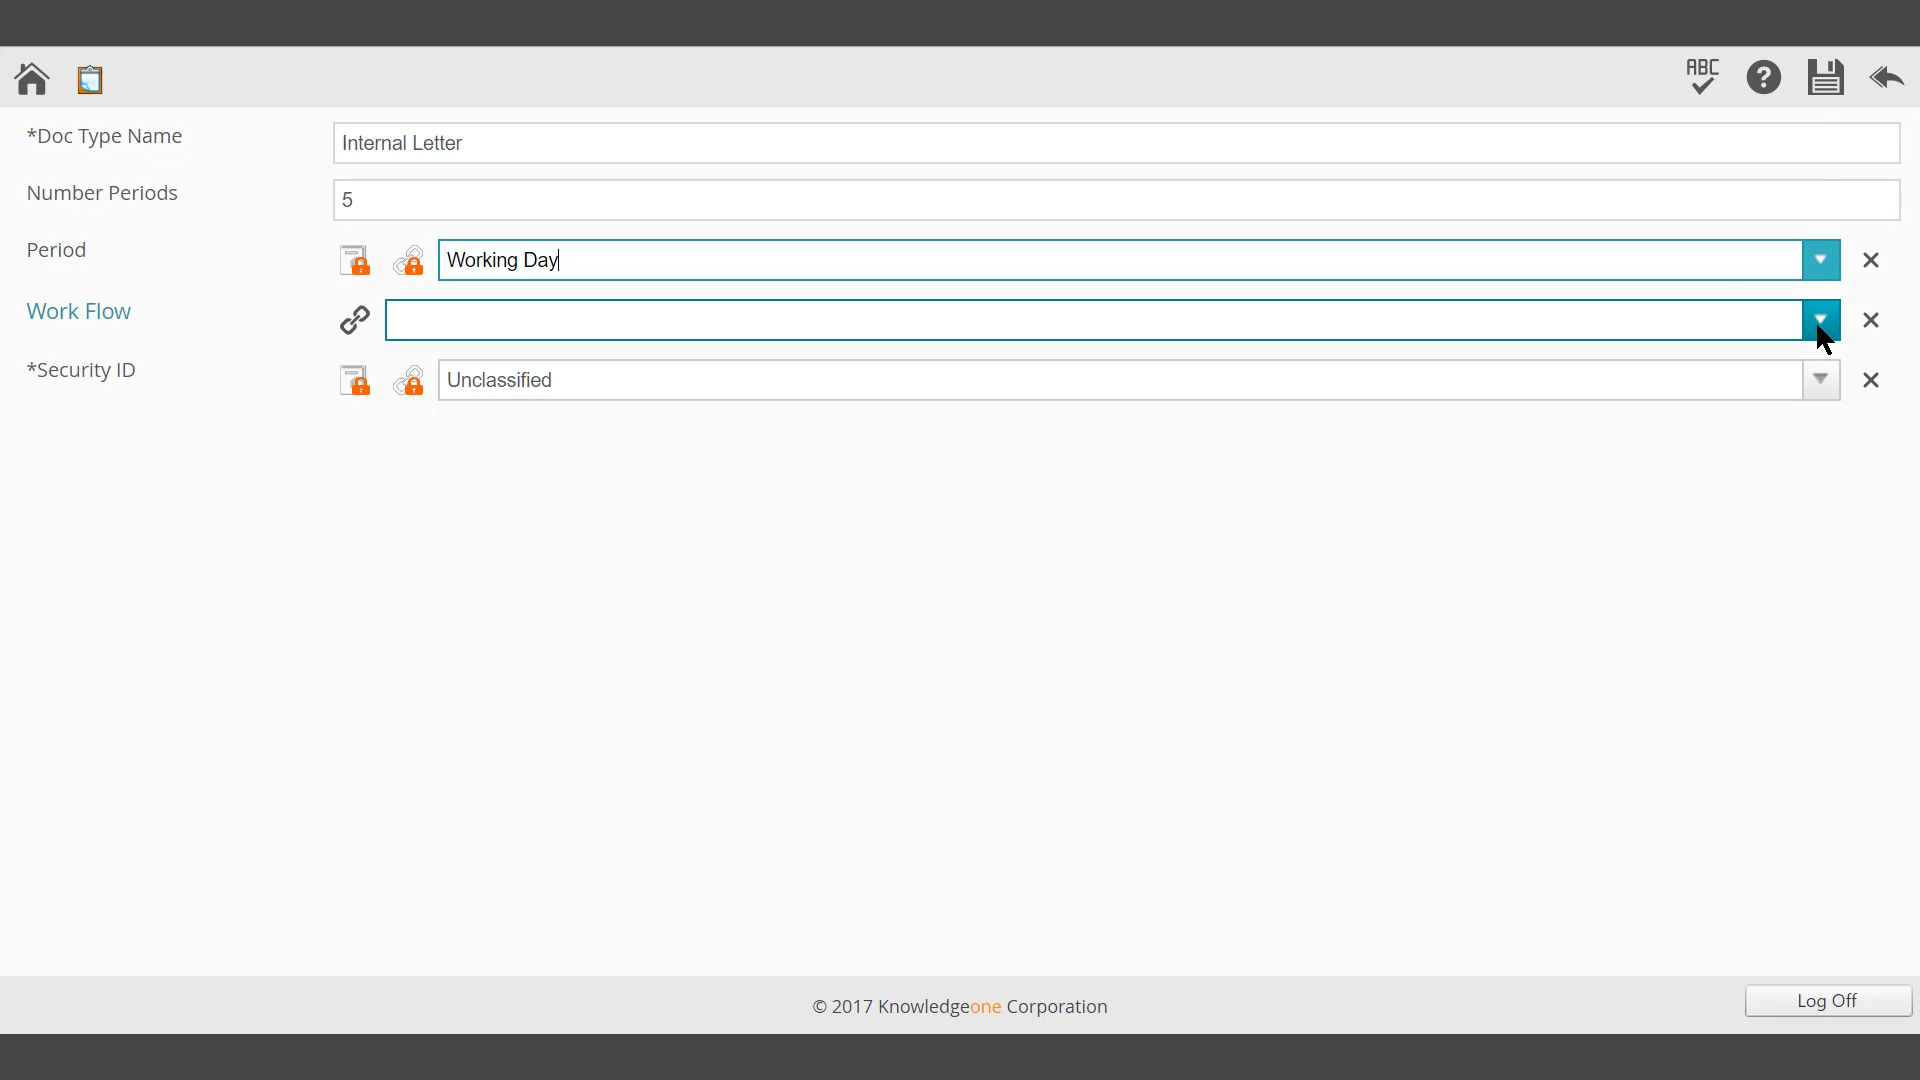 ABC
?
*Doc Type Name
Internal Letter
Number Periods
5
Period
Working Day
Work Flow
*Security ID
Unclassified
© 2017 Knowledgeone Corporation
Log Off